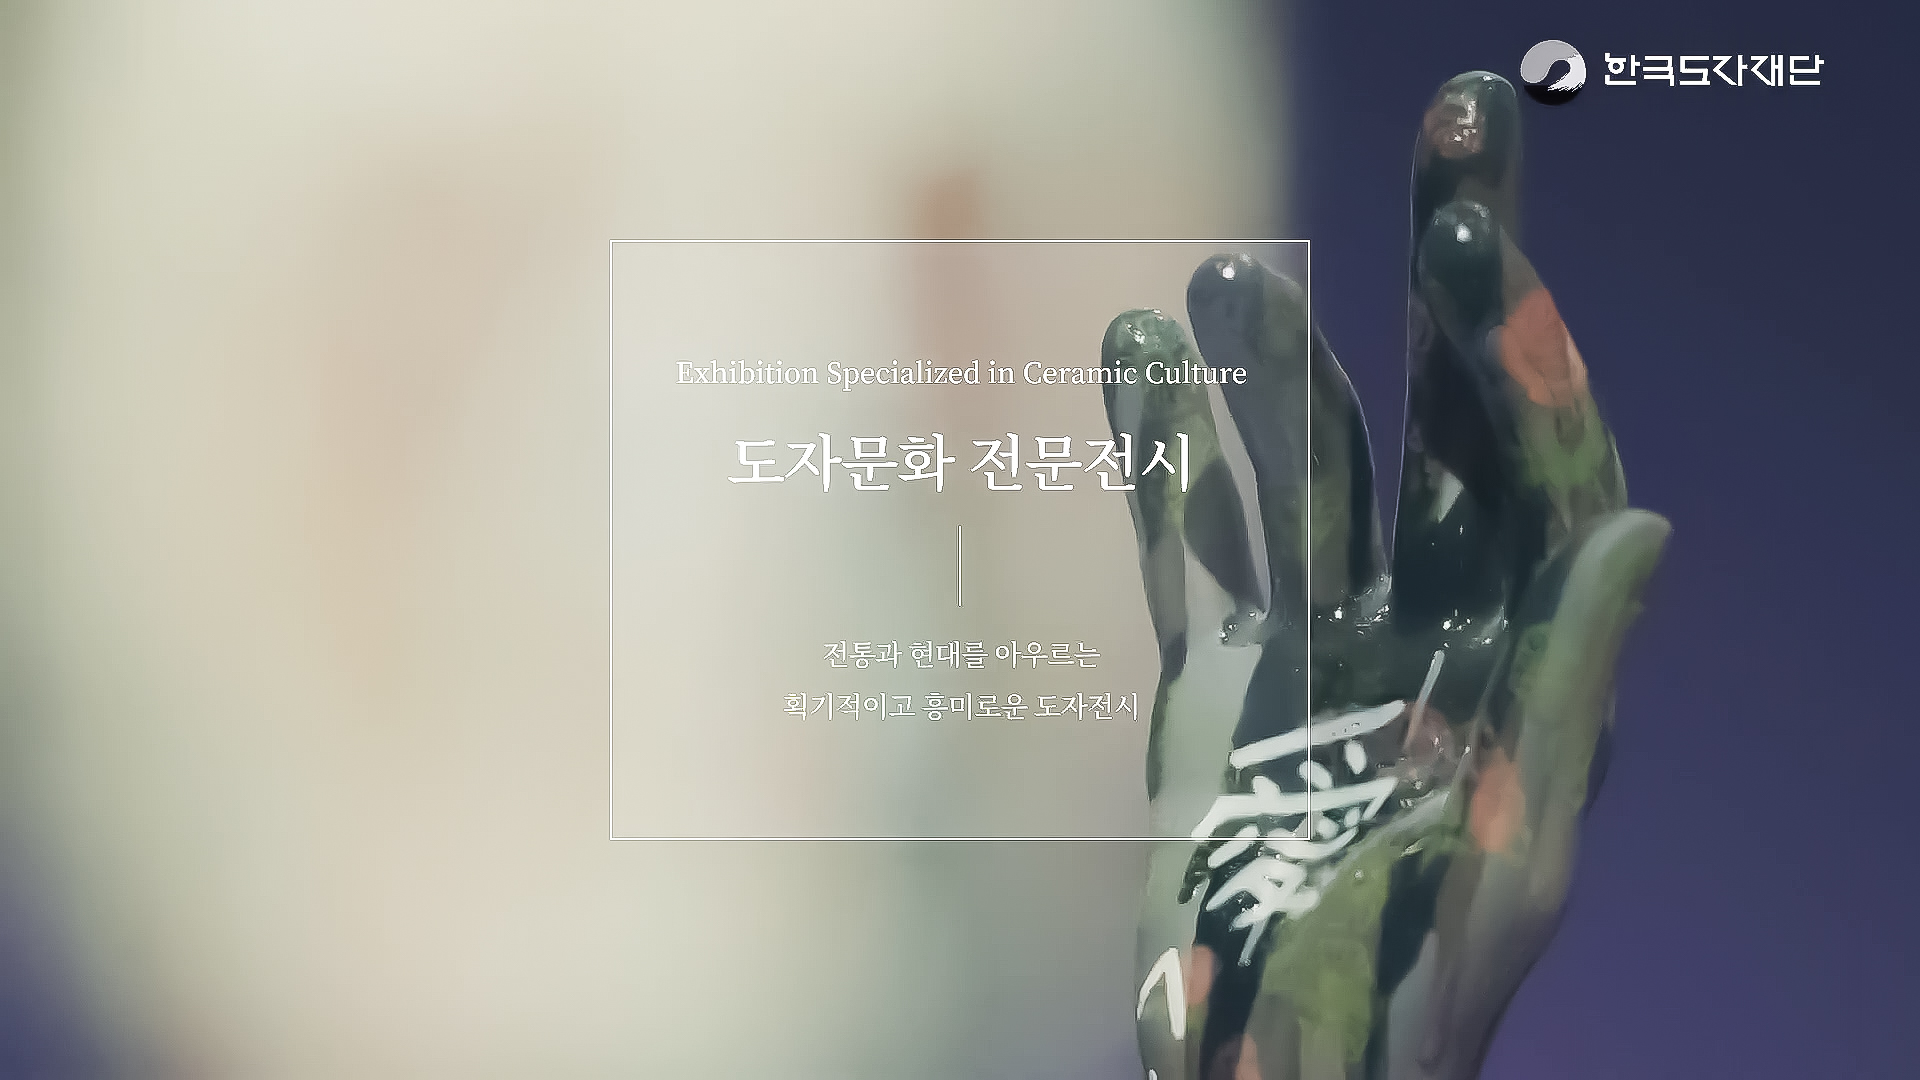 한국도자재단
Exhibition Specialized in Ceramic Culture
도자문화 전문전시
전통과 현대를 아우르는
획기적이고 흥미로운 도자전시
愛